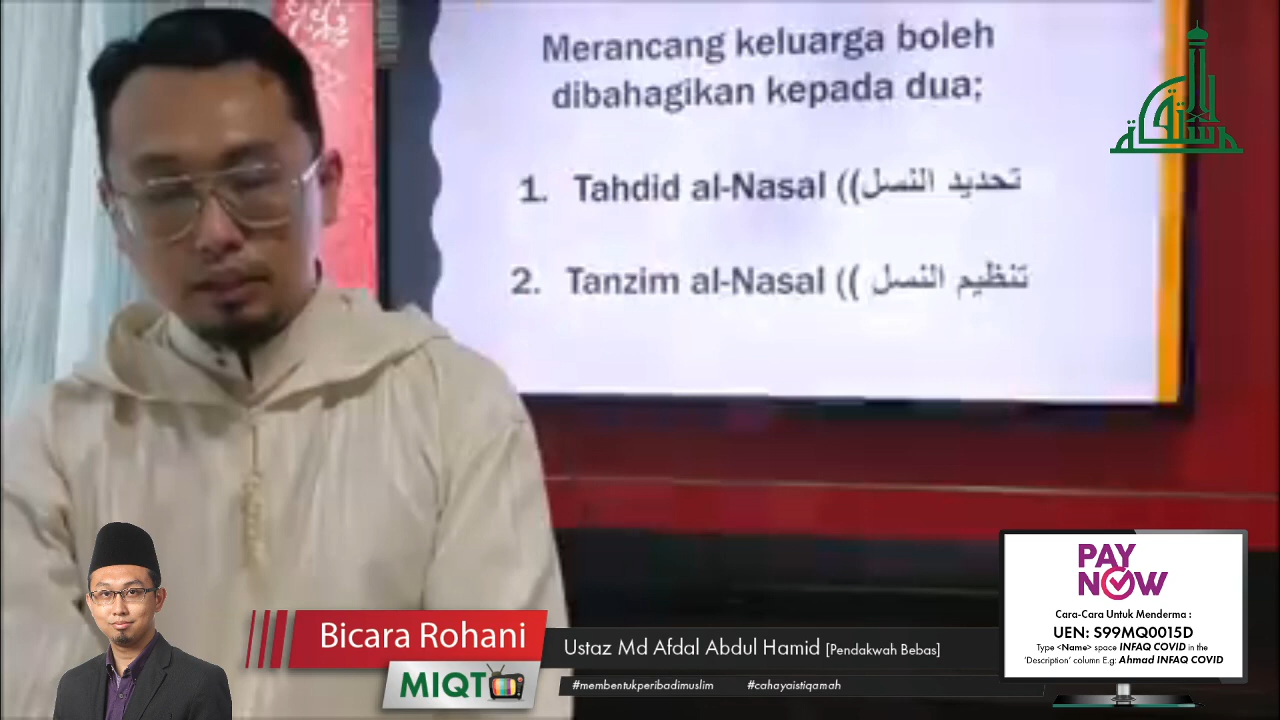 Merancang keluarga boleh
dibahagikan kepada dua;
1. Tahdid al-Nasal ((تحديد النسل
2. Tanzim al-Nasal (( تنظيم النسل
PAY
NOW
Cara-Cara Untuk Menderma :
UEN: S99MQ0015D
Type <Name> space INFAQ COVID in the
'Description' column E.g: Ahmad INFAQ COVID
Bicara Rohani
Ustaz Md Afdal Abdul Hamid [Pendakwah Bebas]
MIQTV
#membentukperibadimuslim #cahayaistiqamah